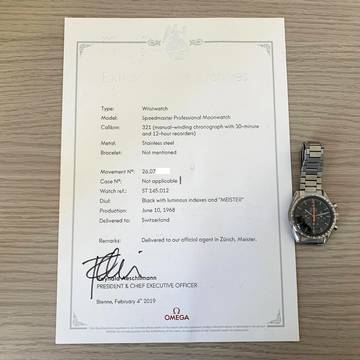 Type: Wristwatch
Model: Speedmaster Professional Moonwatch
Calibre: 321 (manual-winding chronograph with 30-minute
and 12-hour recorders)
Metal: Stainless steel
Bracelet: Not mentioned
Movement N°: 26.07
Case N°: Not applicable
Watch ref.: ST 145.012
Dial: Black with luminous indexes and "MEISTER"
Production: June 10, 1968
Delivered to: Switzerland
Remarks: Delivered to our official agent in Zürich, Meister.
Aeschlimann
PRESIDENT & CHIEF EXECUTIVE OFFICER
Bienne, February 4th 2019
OMEGA